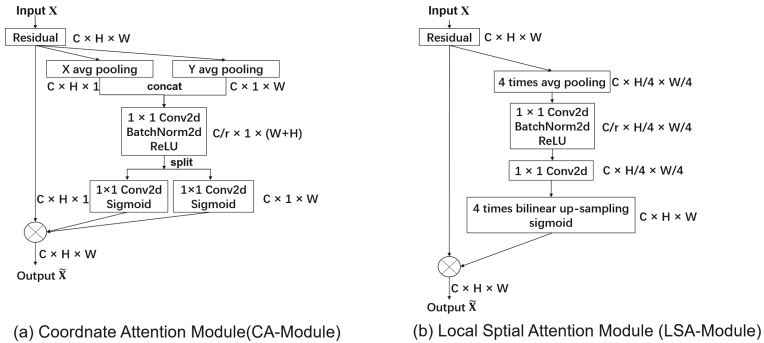 Input X
Residual
C × H × W
X avg pooling
Y avg pooling
C × H × 1
concat
C × 1 × W
1 × 1 Conv2d
BatchNorm2d
ReLU
C/r × 1 × (W+H)
split
C × H × 1
1×1 Conv2d
Sigmoid
1×1 Conv2d
Sigmoid
C × 1 × W
C × H × W
Output X̃
(a) Coordnate Attention Module(CA-Module)
Input X
Residual
C × H × W
4 times avg pooling
C × H/4 × W/4
1 × 1 Conv2d
BatchNorm2d
ReLU
C/r × H/4 × W/4
1 × 1 Conv2d
C × H/4 × W/4
4 times bilinear up-sampling
sigmoid
C × H × W
C × H × W
Output X̃
(b) Local Sptial Attention Module (LSA-Module)